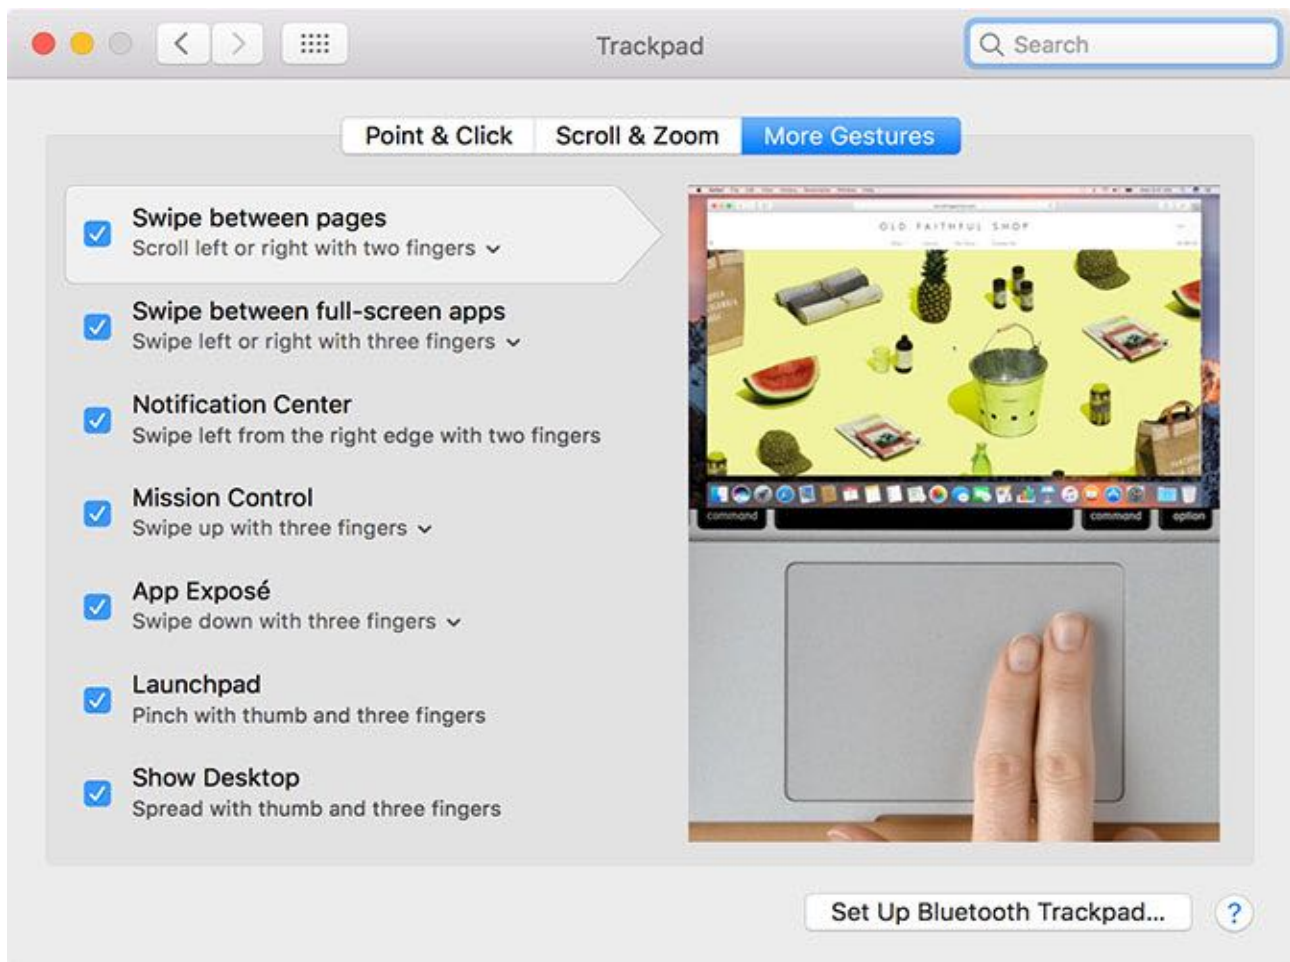 Trackpad
Search
Point & Click
Scroll & Zoom
More Gestures
Swipe between pages
Scroll left or right with two fingers
Swipe between full-screen apps
Swipe left or right with three fingers
Notification Center
Swipe left from the right edge with two fingers
Mission Control
Swipe up with three fingers
App Exposé
Swipe down with three fingers
Launchpad
Pinch with thumb and three fingers
Show Desktop
Spread with thumb and three fingers
OLD FAITHFUL SHOP
command
command
option
Set Up Bluetooth Trackpad...
?